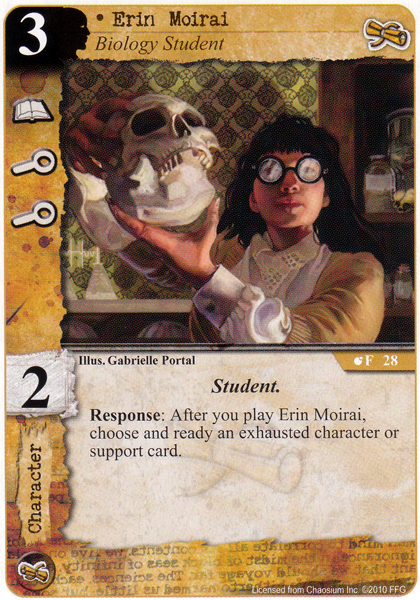 3
• Erin Moirai
Biology Student
Illus. Gabrielle Portal
F 28
2
Student.
Response: After you play Erin Moirai,
choose and ready an exhausted character or
support card.
Character
Licensed from Chaosium Inc. ©2010 FFG